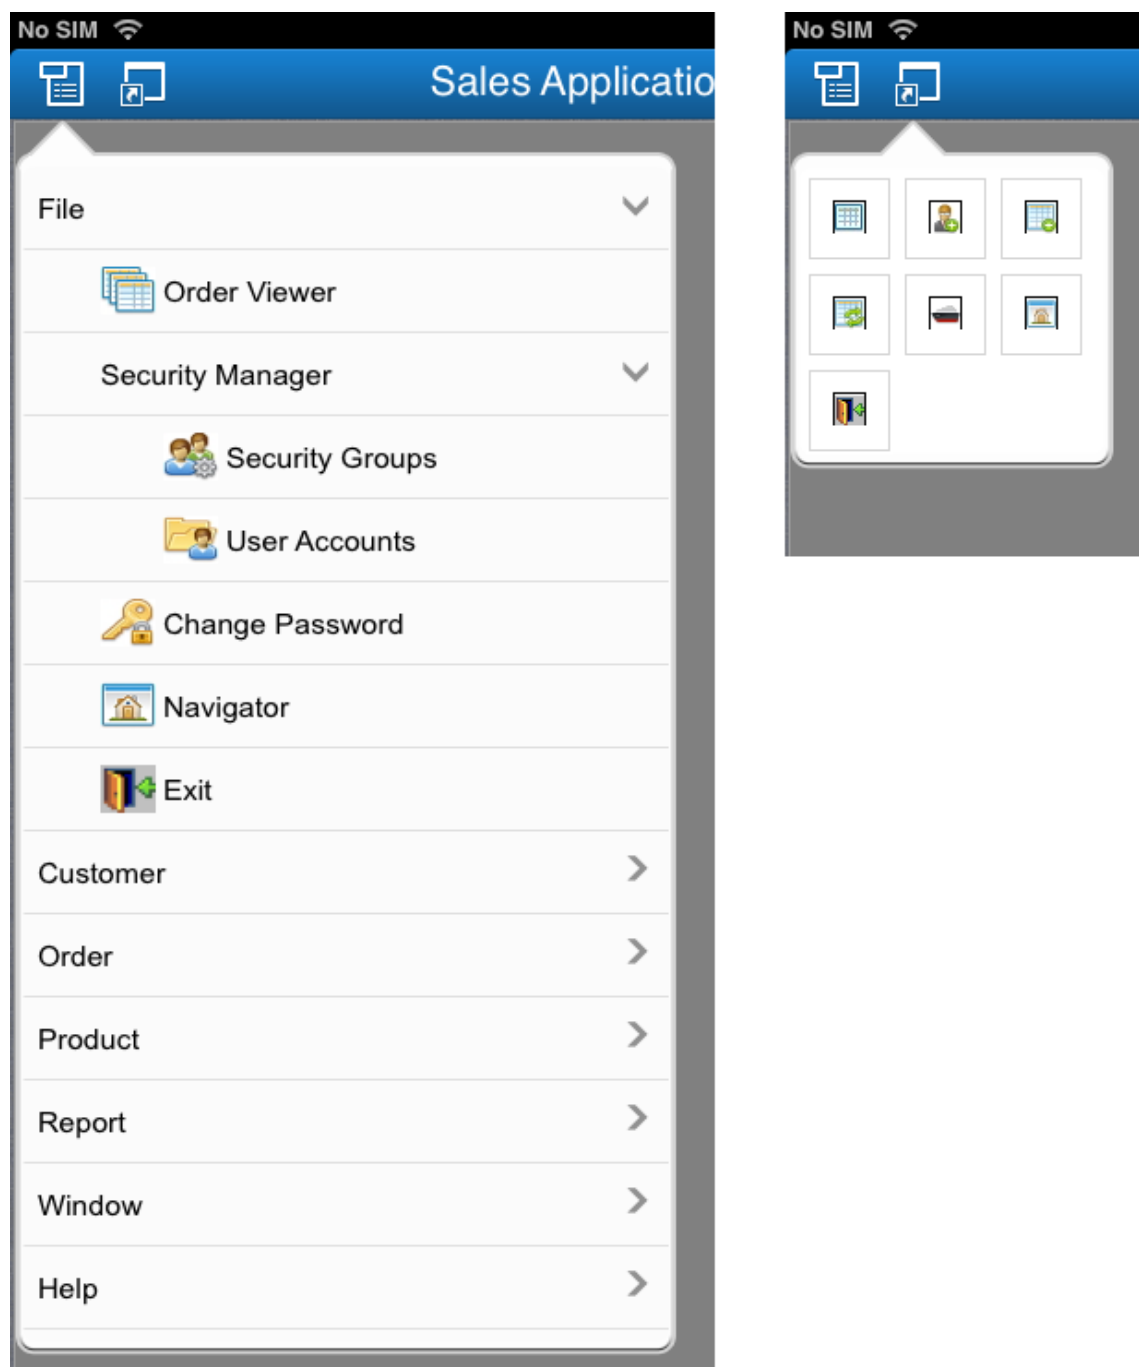 No SIM
Sales Applicatio
File
Order Viewer
Security Manager
Security Groups
User Accounts
Change Password
Navigator
Exit
Customer
Order
Product
Report
Window
Help
No SIM